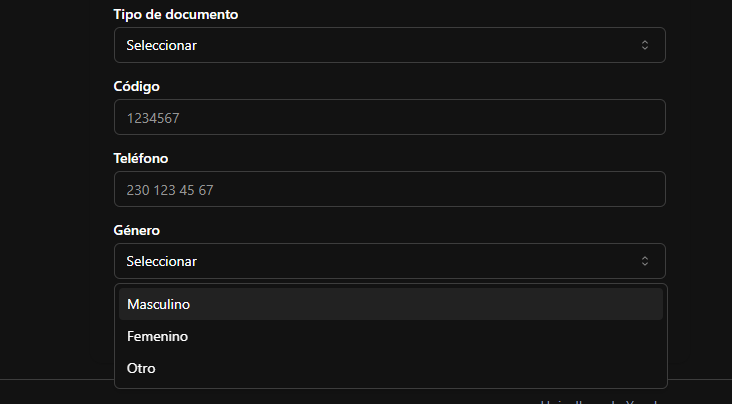 Tipo de documento
Seleccionar
Código
1234567
Teléfono
230 123 45 67
Género
Seleccionar
Masculino
Femenino
Otro